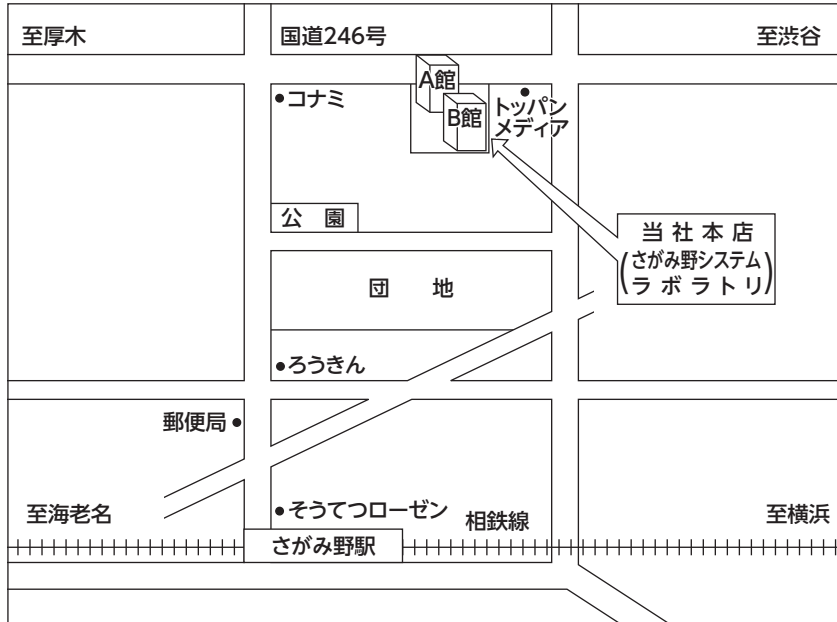 至厚木
国道246号
至渋谷
A館
コナミ
B館
トッパン
メディア
公 園
当社本店
(さがみ野システム
ラボラトリ)
団 地
ろうきん
郵便局
至海老名
そうてつローゼン
相鉄線
至横浜
さがみ野駅